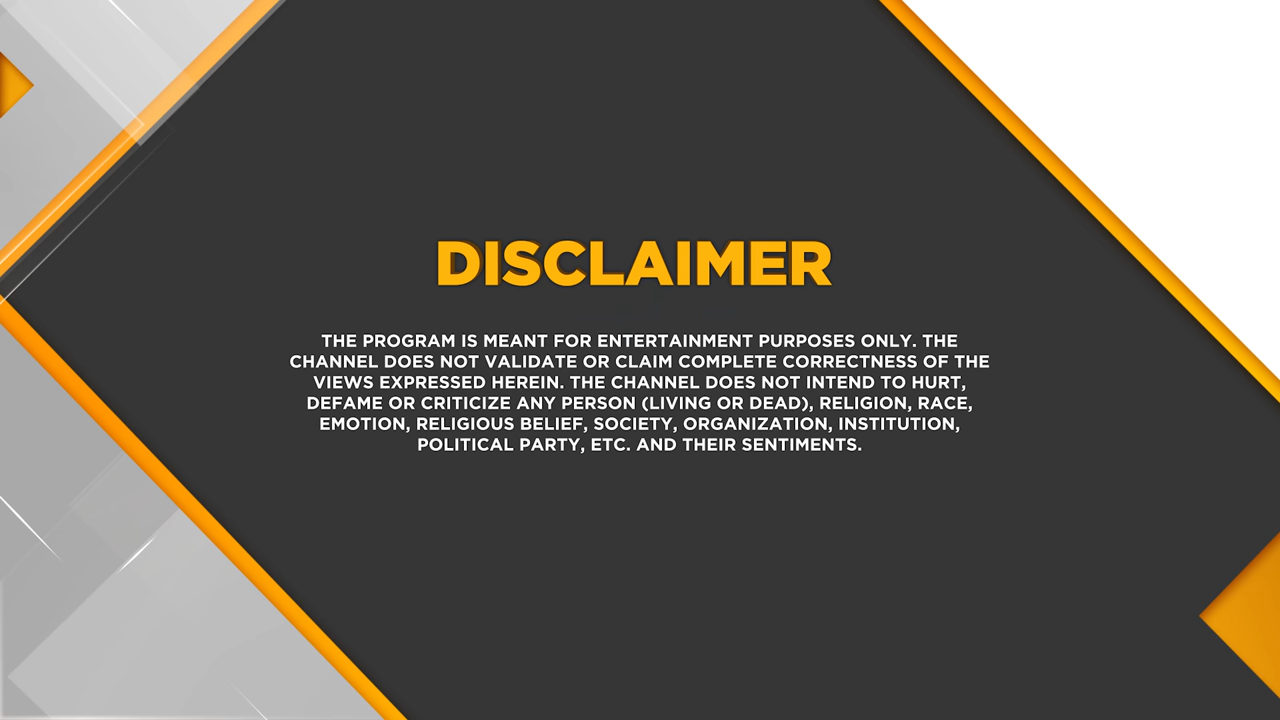 DISCLAIMER
THE PROGRAM IS MEANT FOR ENTERTAINMENT PURPOSES ONLY. THE
CHANNEL DOES NOT VALIDATE OR CLAIM COMPLETE CORRECTNESS OF THE
VIEWS EXPRESSED HEREIN. THE CHANNEL DOES NOT INTEND TO HURT,
DEFAME OR CRITICIZE ANY PERSON (LIVING OR DEAD), RELIGION, RACE,
EMOTION, RELIGIOUS BELIEF, SOCIETY, ORGANIZATION, INSTITUTION,
POLITICAL PARTY, ETC. AND THEIR SENTIMENTS.